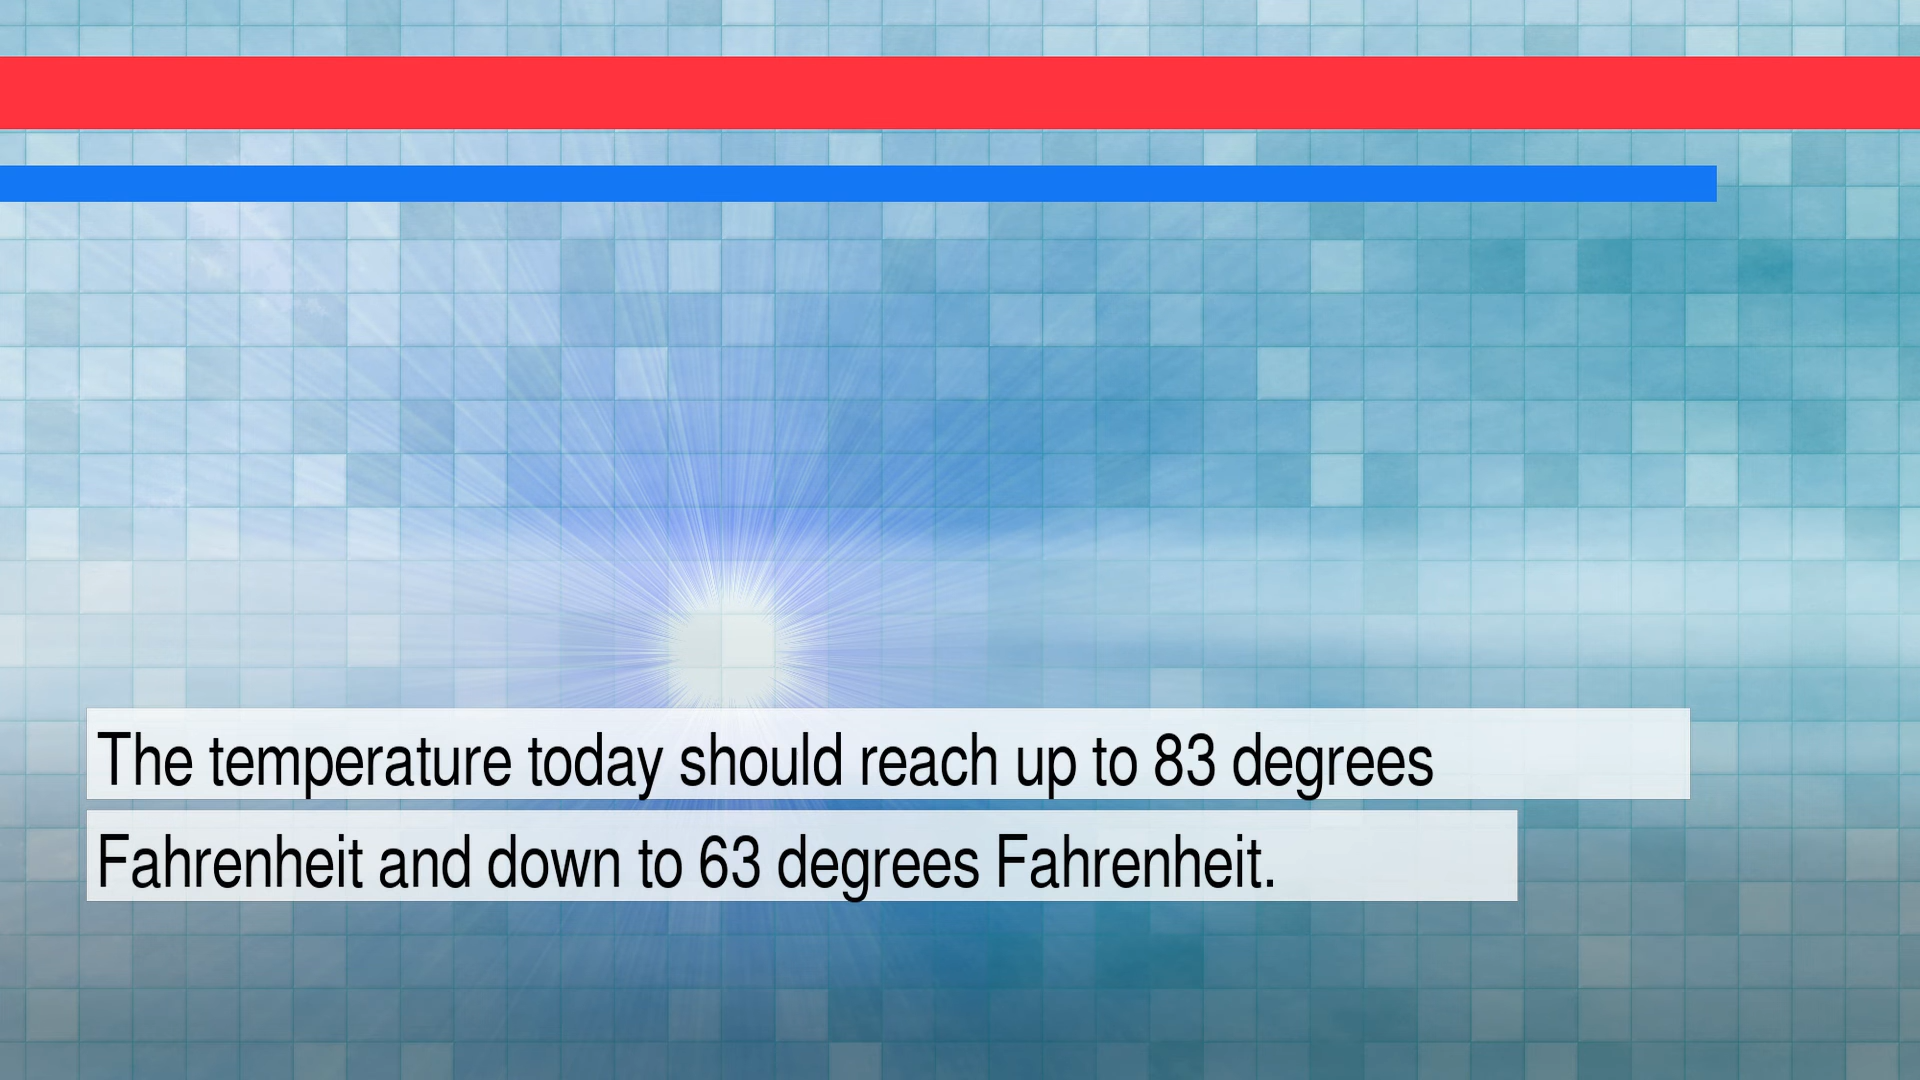 The temperature today should reach up to 83 degrees
Fahrenheit and down to 63 degrees Fahrenheit.